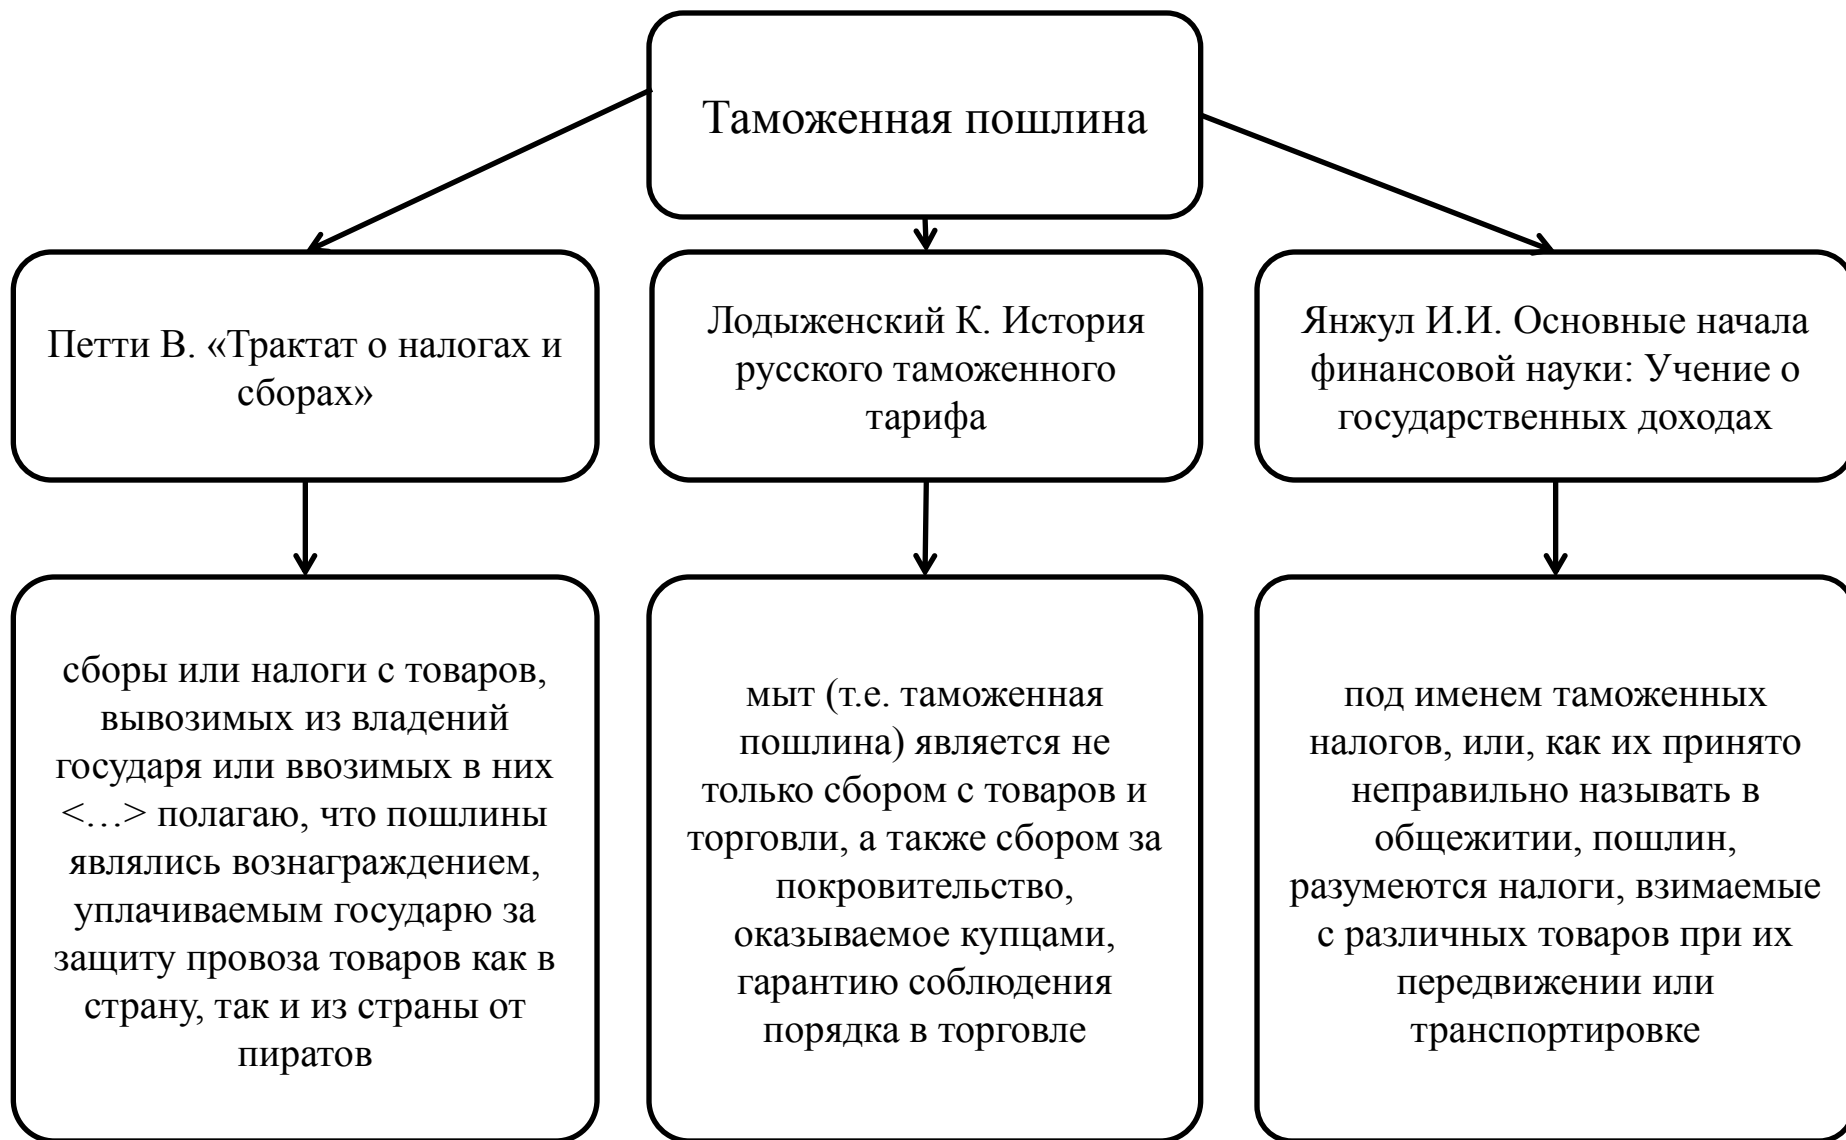 Таможенная пошлина
Петти В. «Трактат о налогах и
сборах»
Лодыженский К. История
русского таможенного
тарифа
Янжул И.И. Основные начала
финансовой науки: Учение о
государственных доходах
сборы или налоги с товаров,
вывозимых из владений
государя или ввозимых в них
<…> полагаю, что пошлины
являлись вознаграждением,
уплачиваемым государю за
защиту провоза товаров как в
страну, так и из страны от
пиратов
мыт (т.е. таможенная
пошлина) является не
только сбором с товаров и
торговли, а также сбором за
покровительство,
оказываемое купцами,
гарантию соблюдения
порядка в торговле
под именем таможенных
налогов, или, как их принято
неправильно называть в
общежитии, пошлин,
разумеются налоги, взимаемые
с различных товаров при их
передвижении или
транспортировке